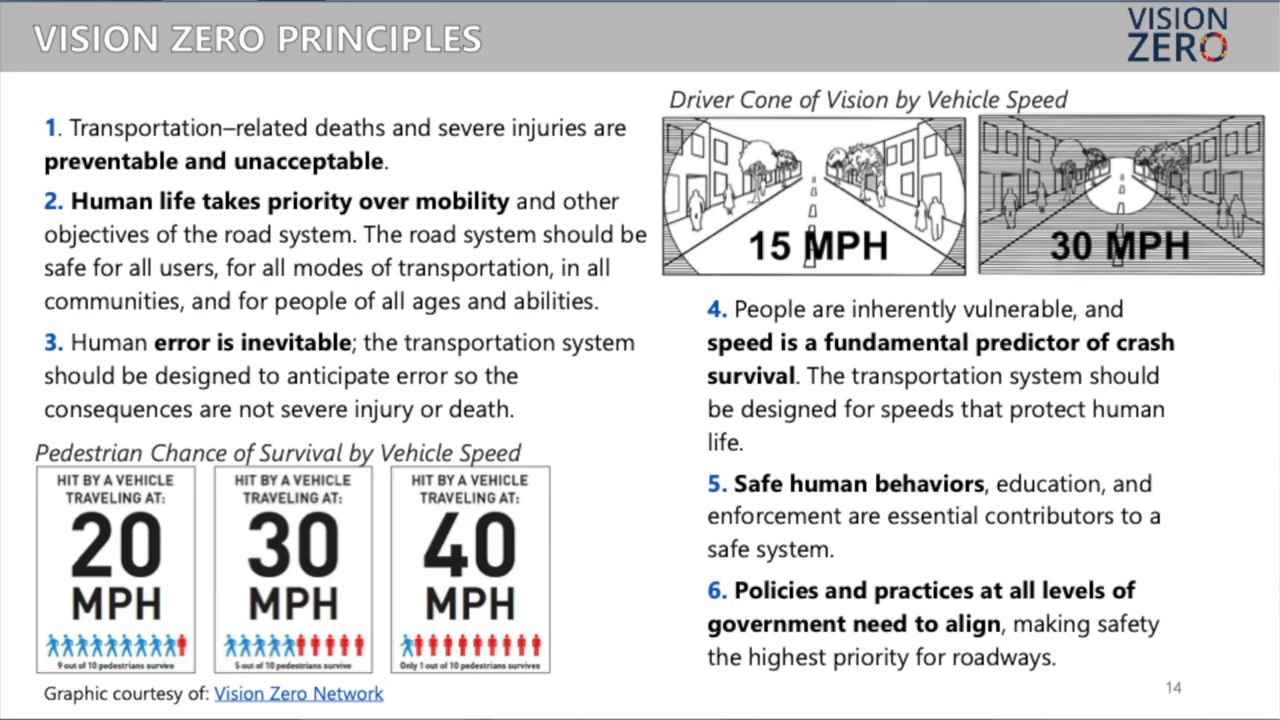 VISION ZERO PRINCIPLES
VISION
ZERO
1. Transportation–related deaths and severe injuries are
preventable and unacceptable.
2. Human life takes priority over mobility and other
objectives of the road system. The road system should be
safe for all users, for all modes of transportation, in all
communities, and for people of all ages and abilities.
3. Human error is inevitable; the transportation system
should be designed to anticipate error so the
consequences are not severe injury or death.
Pedestrian Chance of Survival by Vehicle Speed
HIT BY A VEHICLE
TRAVELING AT:
20
MPH
9 out of 10 pedestrians survive
HIT BY A VEHICLE
TRAVELING AT:
30
MPH
5 out of 10 pedestrians survive
HIT BY A VEHICLE
TRAVELING AT:
40
MPH
Only 1 out of 10 pedestrians survives
Graphic courtesy of: Vision Zero Network
Driver Cone of Vision by Vehicle Speed
15 MPH
30 MPH
4. People are inherently vulnerable, and
speed is a fundamental predictor of crash
survival. The transportation system should
be designed for speeds that protect human
life.
5. Safe human behaviors, education, and
enforcement are essential contributors to a
safe system.
6. Policies and practices at all levels of
government need to align, making safety
the highest priority for roadways.
14